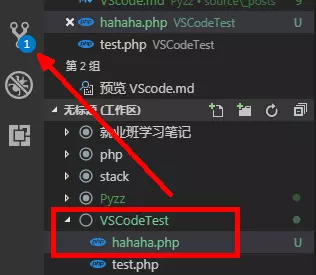 VSCode.md Pyzz • source\_posts
hahaha.php VSCodeTest U
1
test.php VSCodeTest
第 2 组
预览 VScode.md
无标题 (工作区)
就业班学习笔记
php
stack
Pyzz
VSCodeTest
php hahaha.php U
php test.php